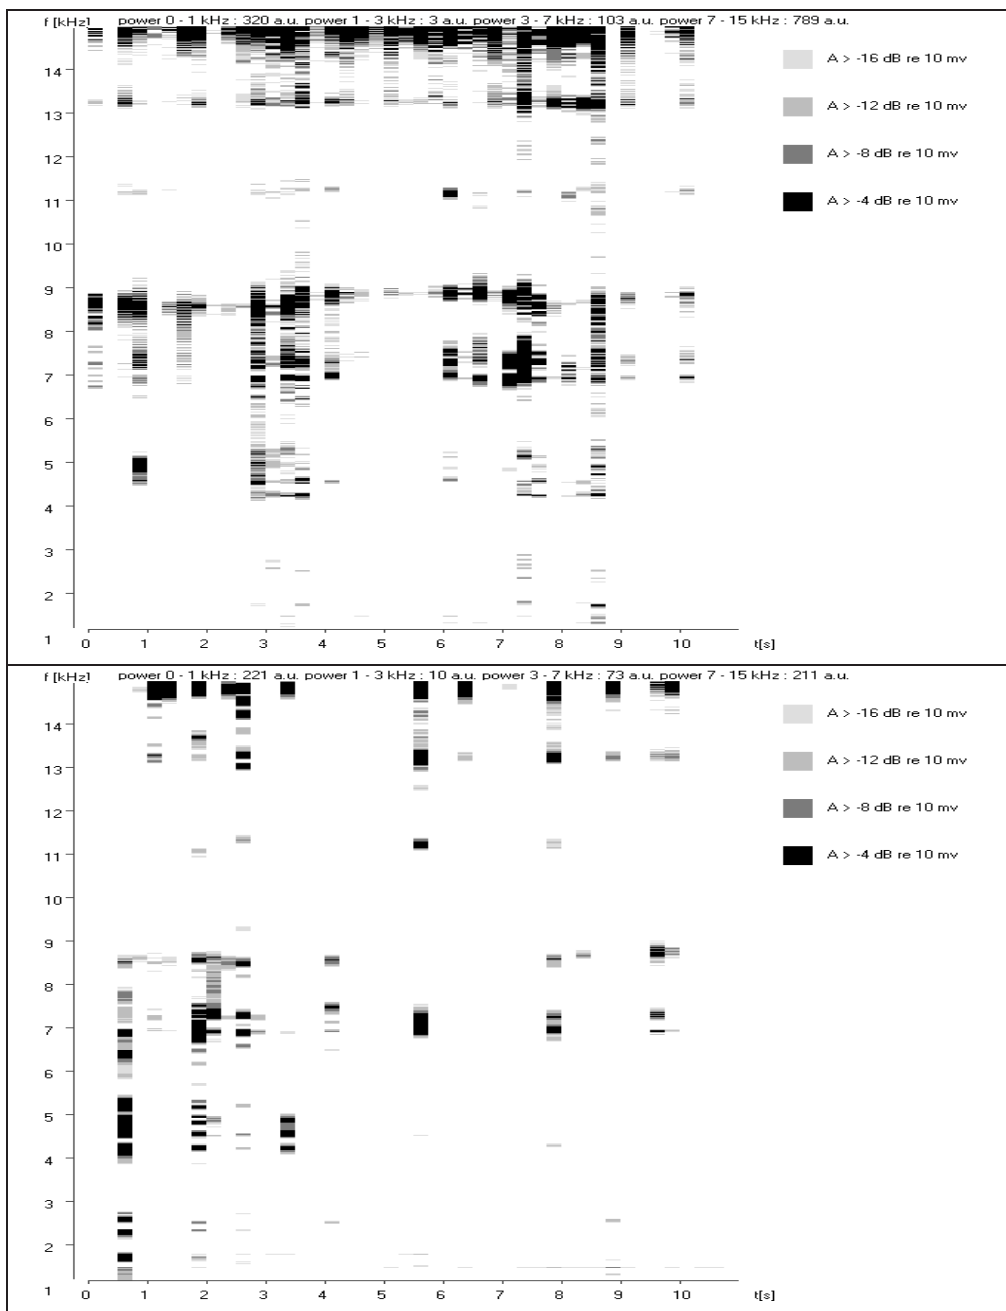 f [kHz] power 0 - 1 kHz : 320 a.u. power 1 - 3 kHz : 3 a.u. power 3 - 7 kHz : 103 a.u. power 7 - 15 kHz : 789 a.u.
A > -16 dB re 10 mv
14
A > -12 dB re 10 mv
13
A > -8 dB re 10 mv
12
A > -4 dB re 10 mv
11
10
9
8
7
6
5
4
3
2
1
0 1 2 3 4 5 6 7 8 9 10 t[s]
f [kHz] power 0 - 1 kHz : 221 a.u. power 1 - 3 kHz : 10 a.u. power 3 - 7 kHz : 73 a.u. power 7 - 15 kHz : 211 a.u.
A > -16 dB re 10 mv
14
A > -12 dB re 10 mv
13
A > -8 dB re 10 mv
12
A > -4 dB re 10 mv
11
10
9
8
7
6
5
4
3
2
1
0 1 2 3 4 5 6 7 8 9 10 t[s]